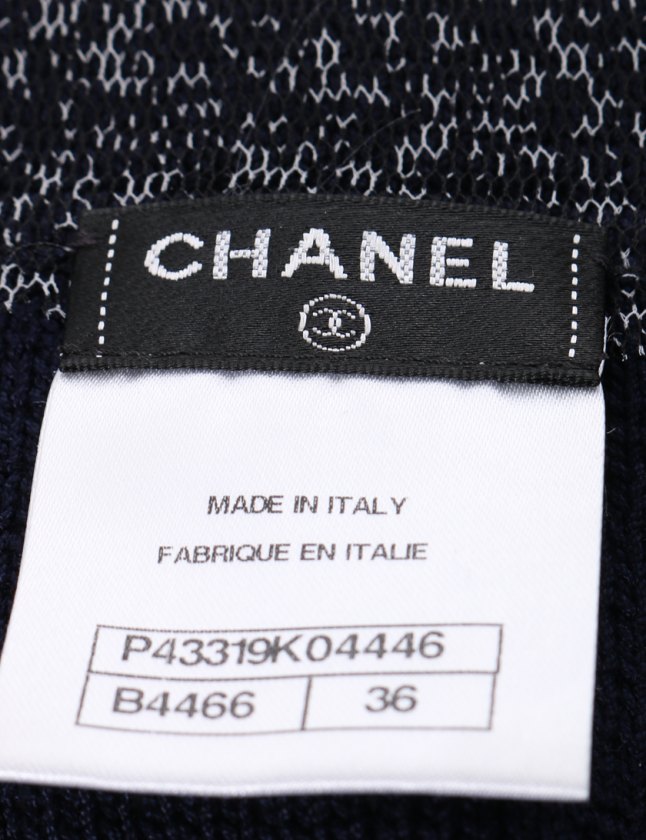 CHANEL
MADE IN ITALY
FABRIQUE EN ITALIE
P43319K04446
B4466 36